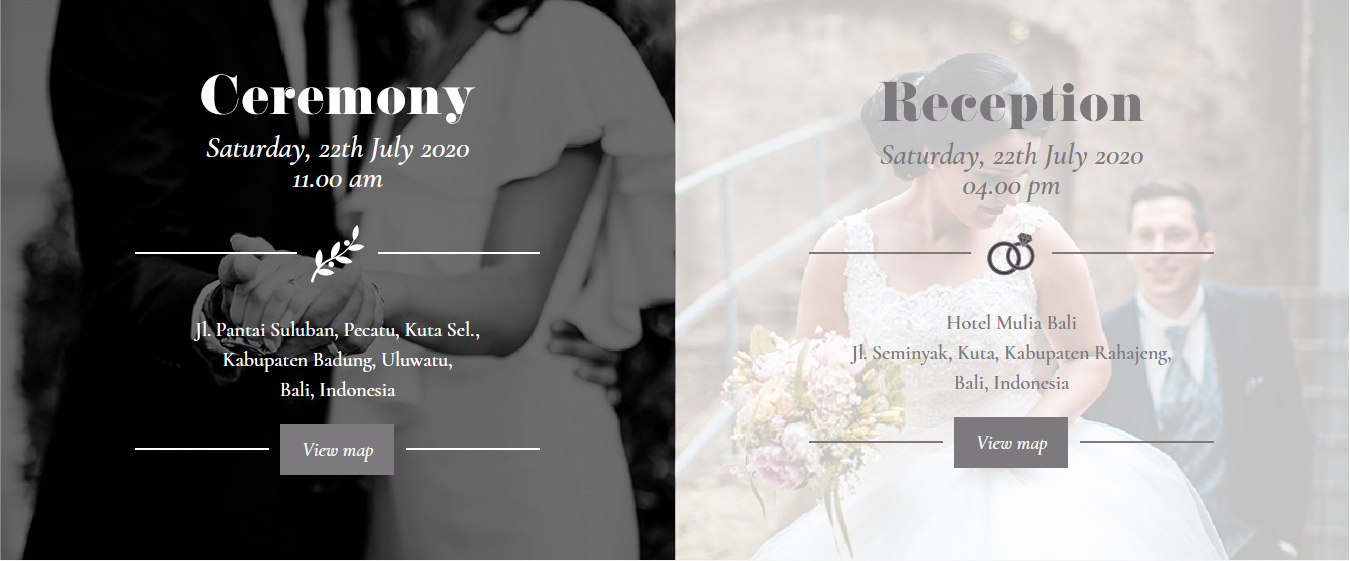 Ceremony
Saturday, 22th July 2020
11.00 am
Jl. Pantai Suluban, Pecatu, Kuta Sel.,
Kabupaten Badung, Uluwatu,
Bali, Indonesia
View map
Reception
Saturday, 22th July 2020
04.00 pm
Hotel Mulia Bali
Jl. Seminyak, Kuta, Kabupaten Rahajeng,
Bali, Indonesia
View map